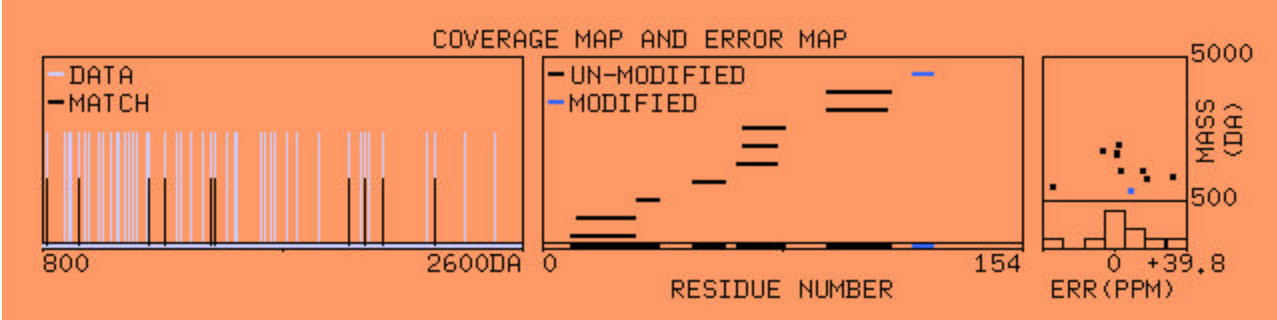 COVERAGE MAP AND ERROR MAP
DATA
MATCH
800
2600DA
UN-MODIFIED
MODIFIED
0
154
RESIDUE NUMBER
5000
MASS
(DA)
500
0
+39.8
ERR(PPM)